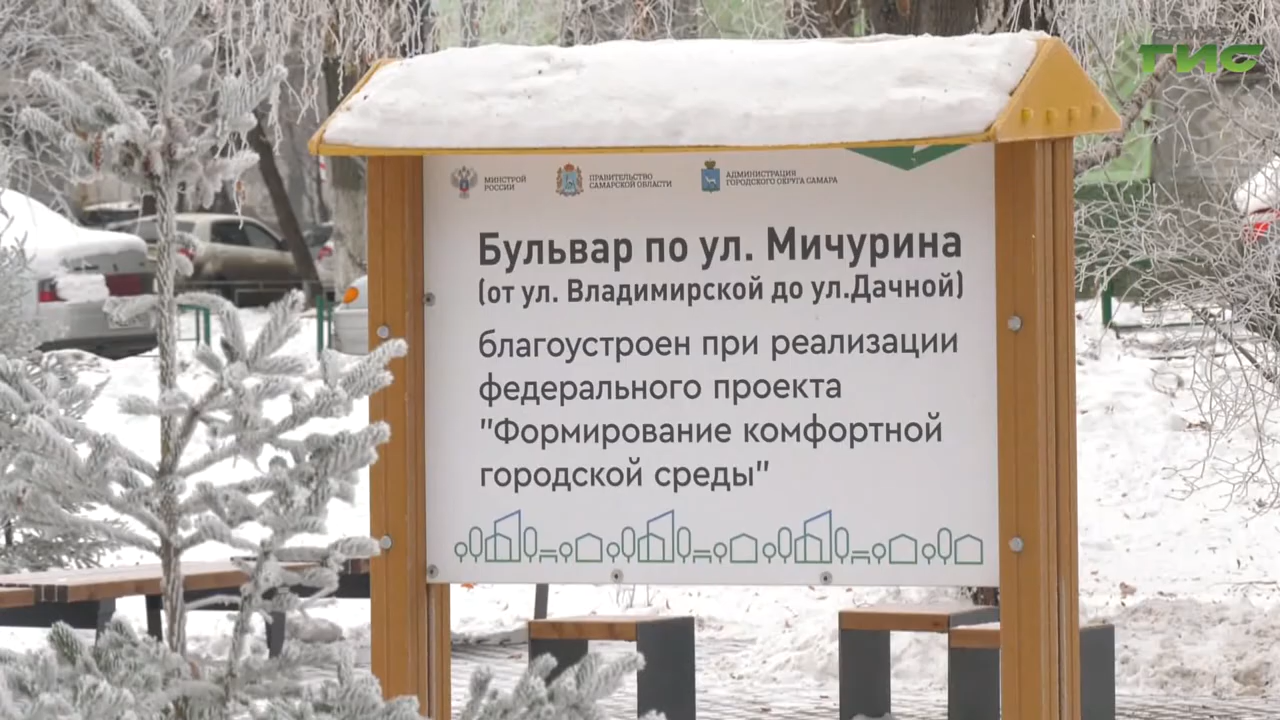 ГИС
МИНСТРОЙ
РОССИИ
ПРАВИТЕЛЬСТВО
САМАРСКОЙ ОБЛАСТИ
АДМИНИСТРАЦИЯ
ГОРОДСКОГО ОКРУГА САМАРА
Бульвар по ул. Мичурина
(от ул. Владимирской до ул.Дачной)
благоустроен при реализации
федерального проекта
"Формирование комфортной
городской среды"